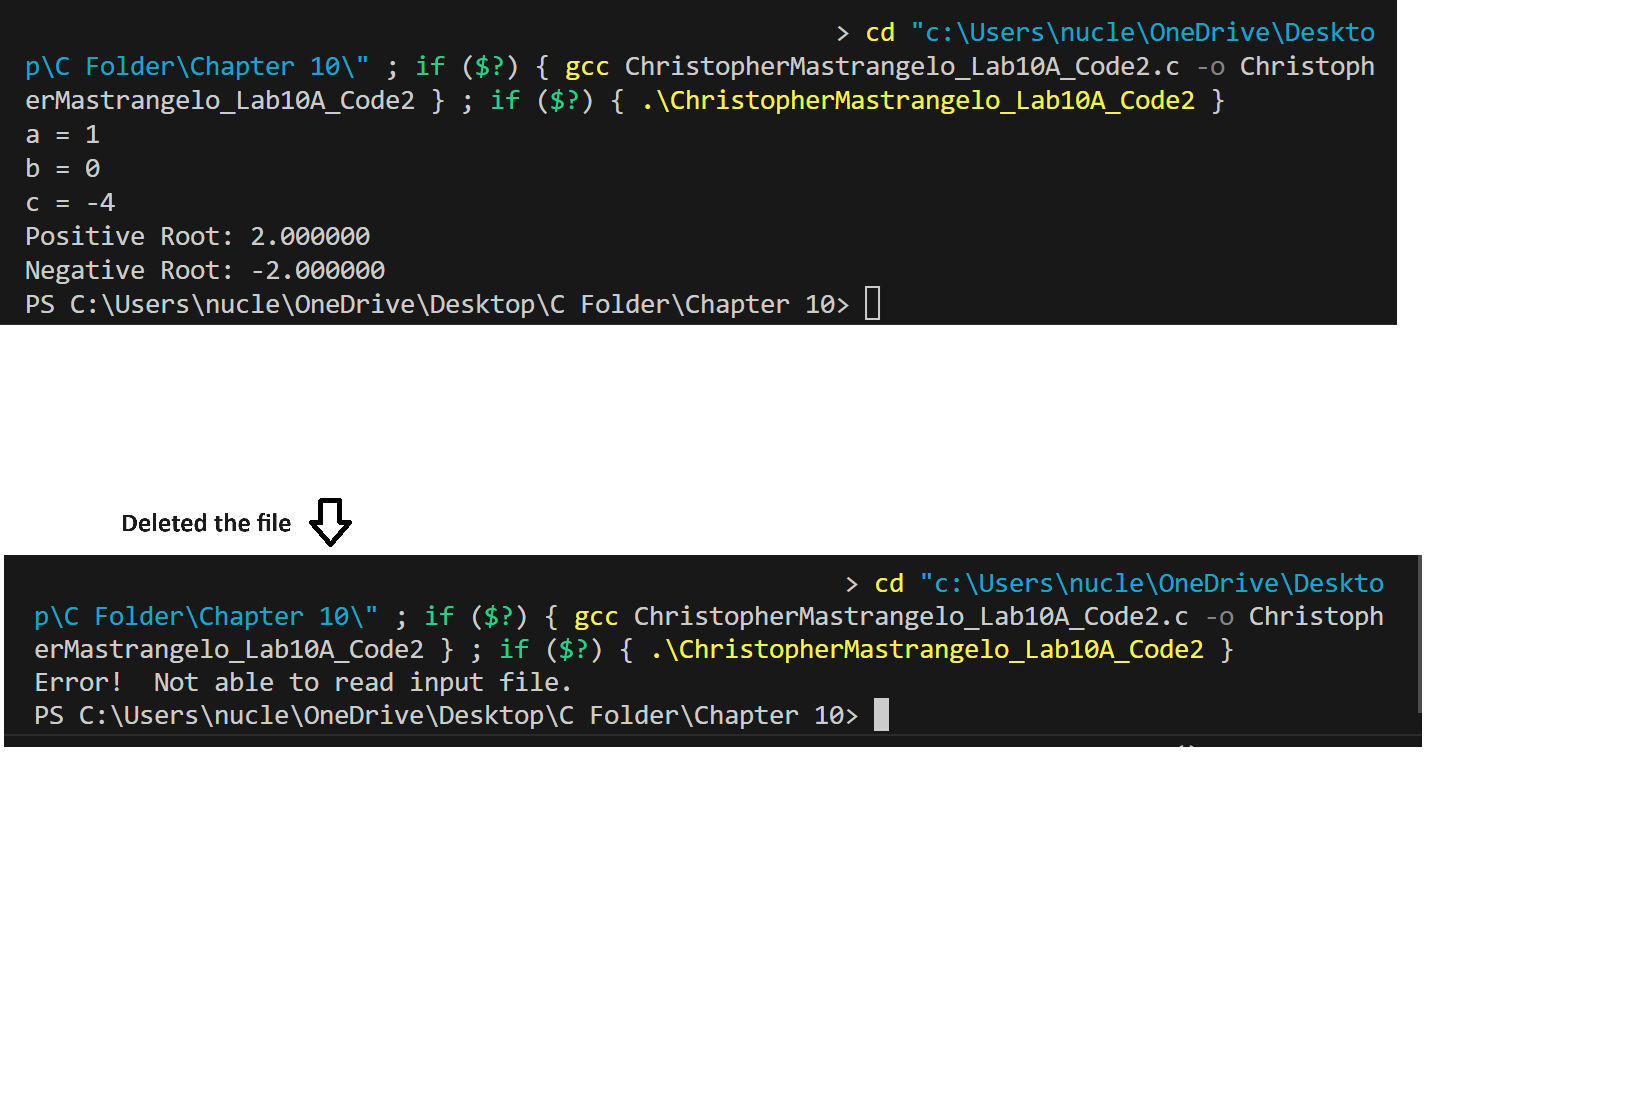 > cd "c:\Users\nucle\OneDrive\Deskto
p\C Folder\Chapter 10\" ; if ($?) { gcc ChristopherMastrangelo_Lab10A_Code2.c -o Christoph
erMastrangelo_Lab10A_Code2 } ; if ($?) { .\ChristopherMastrangelo_Lab10A_Code2 }
a = 1
b = 0
c = -4
Positive Root: 2.000000
Negative Root: -2.000000
PS C:\Users\nucle\OneDrive\Desktop\C Folder\Chapter 10>
Deleted the file
> cd "c:\Users\nucle\OneDrive\Deskto
p\C Folder\Chapter 10\" ; if ($?) { gcc ChristopherMastrangelo_Lab10A_Code2.c -o Christoph
erMastrangelo_Lab10A_Code2 } ; if ($?) { .\ChristopherMastrangelo_Lab10A_Code2 }
Error!  Not able to read input file.
PS C:\Users\nucle\OneDrive\Desktop\C Folder\Chapter 10>